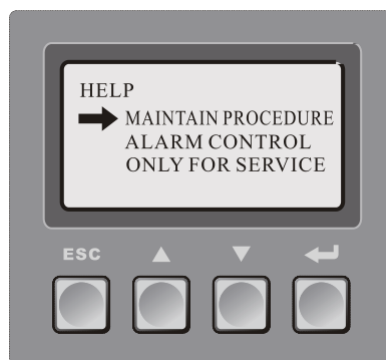 HELP
MAINTAIN PROCEDURE
ALARM CONTROL
ONLY FOR SERVICE
ESC